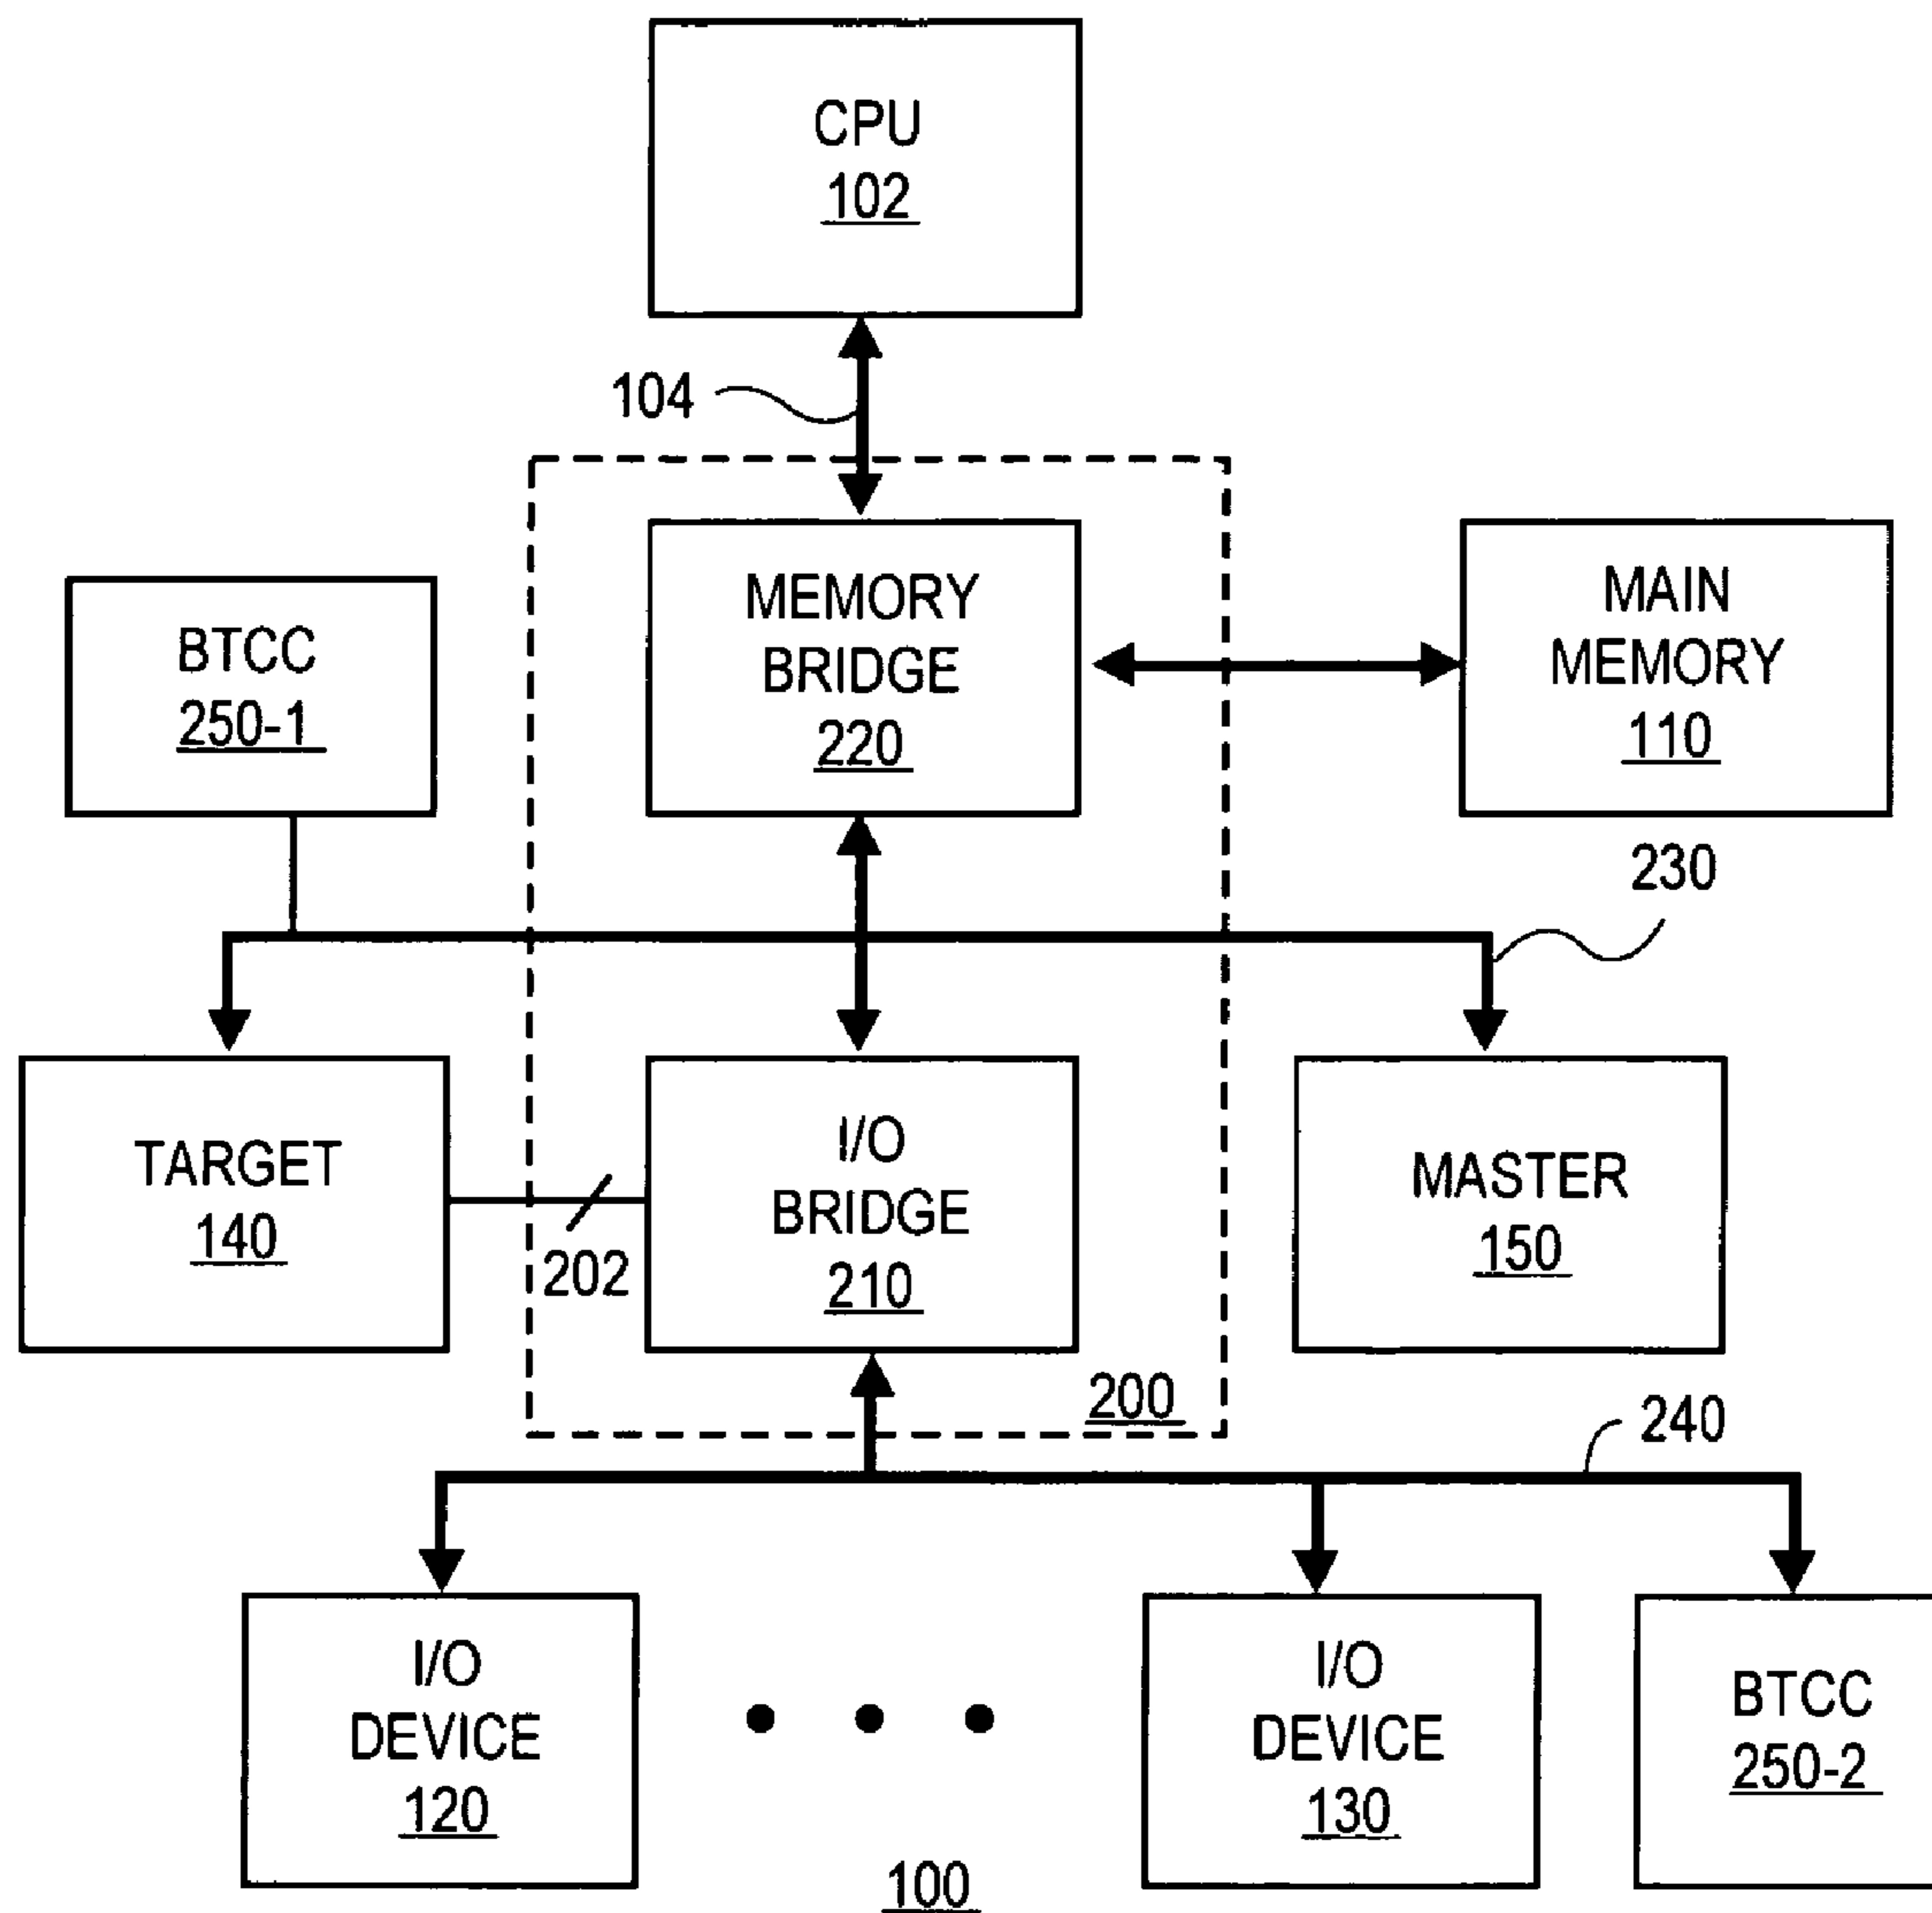 CPU
102
104
MEMORY
BRIDGE
220
MAIN
MEMORY
110
BTCC
250-1
230
TARGET
140
202
I/O
BRIDGE
210
MASTER
150
200
240
I/O
DEVICE
120
I/O
DEVICE
130
BTCC
250-2
100